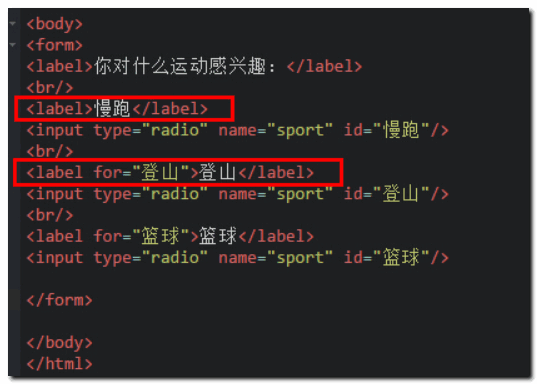 <body>
<form>
<label>你对什么运动感兴趣：</label>
<br/>
<label>慢跑</label>
<input type="radio" name="sport" id="慢跑"/>
<br/>
<label for="登山">登山</label>
<input type="radio" name="sport" id="登山"/>
<br/>
<label for="篮球">篮球</label>
<input type="radio" name="sport" id="篮球"/>
</form>
</body>
</html>